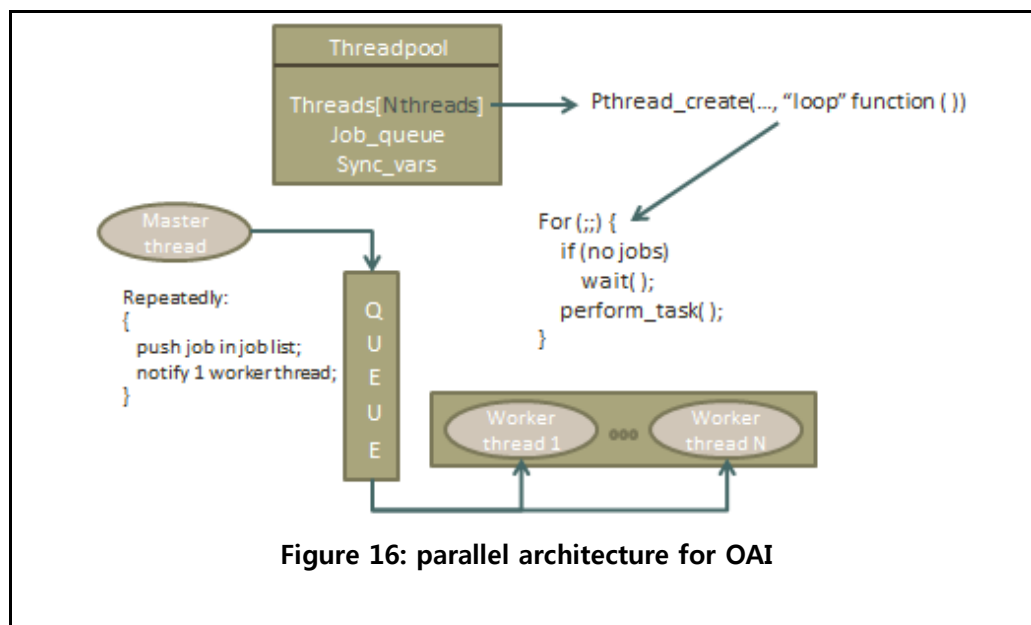 Threadpool
Threads[Nthreads]
Job_queue
Sync_vars
Pthread_create(..., “loop” function ( ))
For (;;) {
if (no jobs)
wait( );
perform_task( );
}
Master
thread
Repeatedly:
{
push job in job list;
notify 1 worker thread;
}
Q
U
E
U
E
Worker
thread 1
Worker
thread N
Figure 16: parallel architecture for OAI